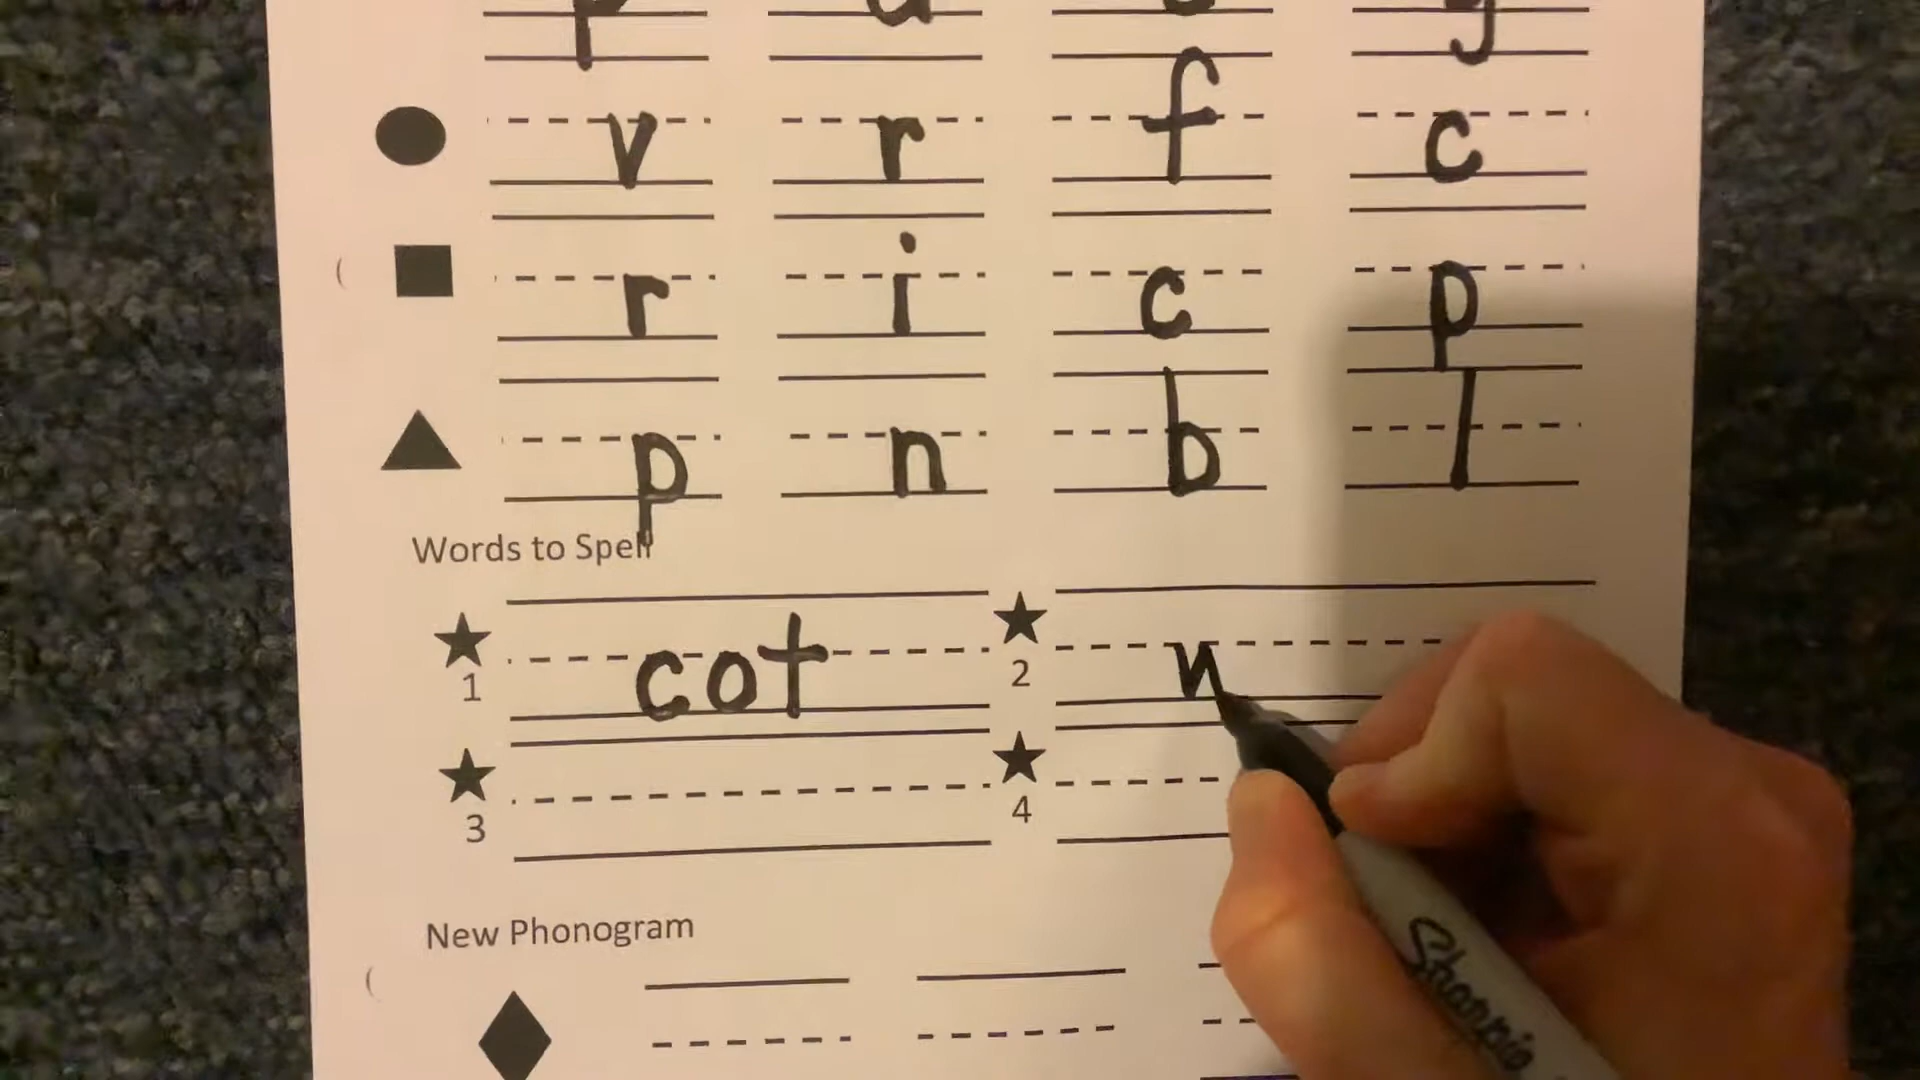 p a g
v r f c
r i c p
p n b l
Words to Spell
1 cot 2
3 4
New Phonogram
Sharpie